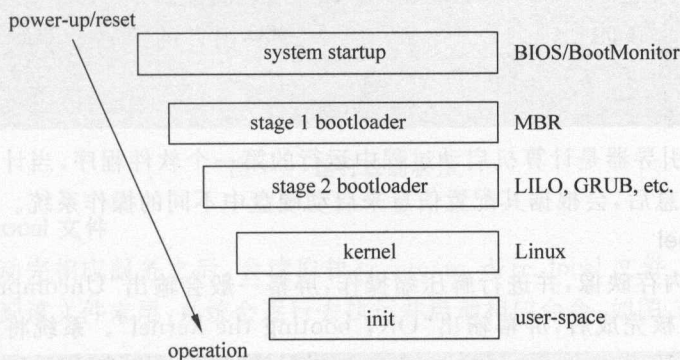 power-up/reset
system startup BIOS/BootMonitor
stage 1 bootloader MBR
stage 2 bootloader LILO, GRUB, etc.
kernel Linux
init user-space
operation